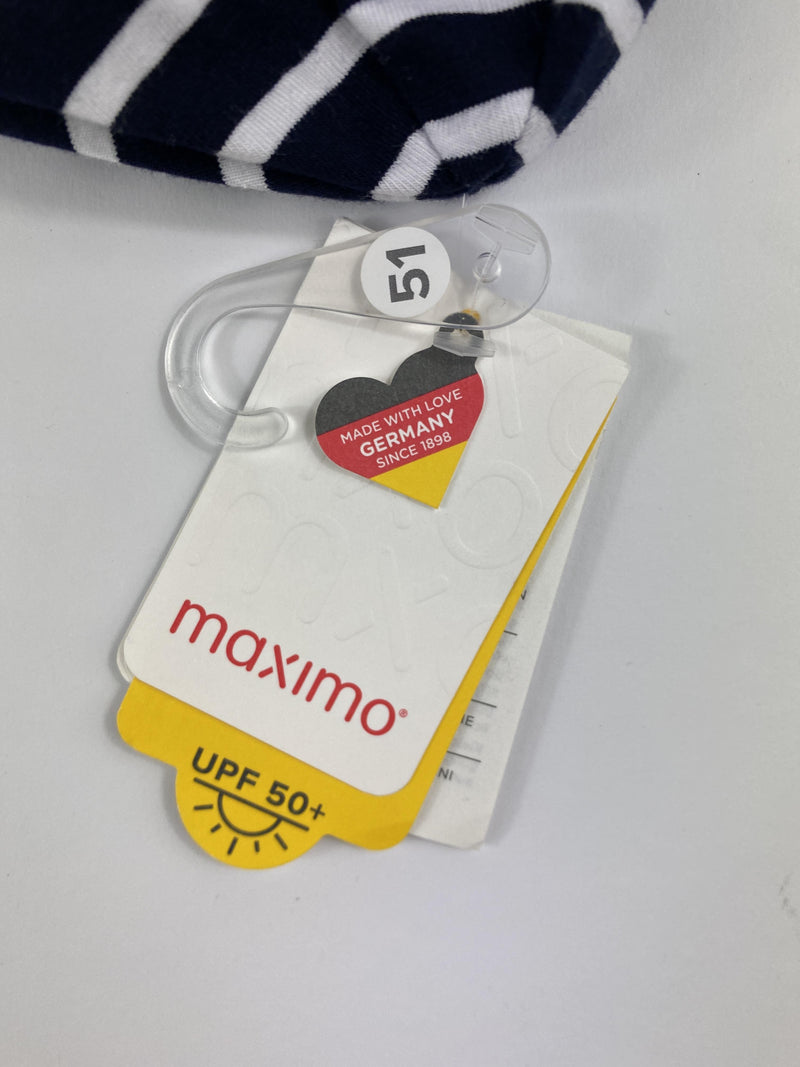 51
MADE WITH LOVE
GERMANY
SINCE 1898
maximo®
UPF 50+